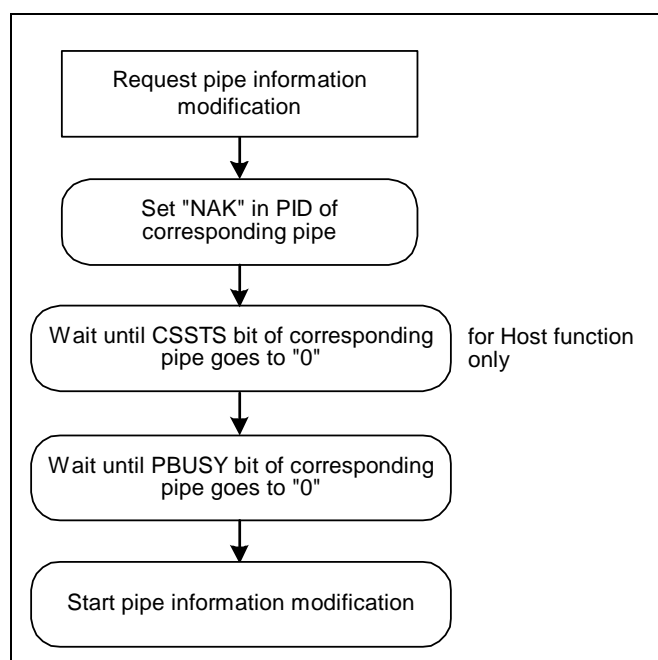 Request pipe information
modification
Set "NAK" in PID of
corresponding pipe
Wait until CSSTS bit of corresponding
pipe goes to "0"
for Host function
only
Wait until PBUSY bit of corresponding
pipe goes to "0"
Start pipe information modification